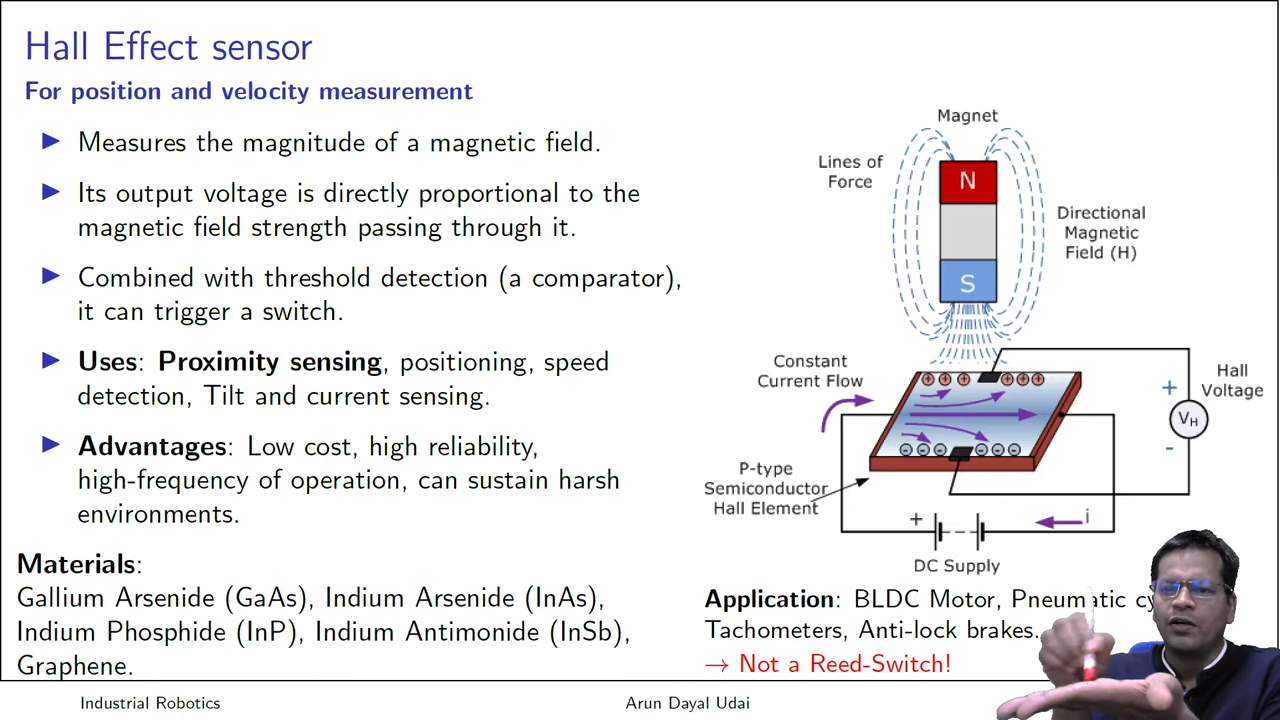 Hall Effect sensor
For position and velocity measurement
Measures the magnitude of a magnetic field.
Its output voltage is directly proportional to the
magnetic field strength passing through it.
Combined with threshold detection (a comparator),
it can trigger a switch.
Uses: Proximity sensing, positioning, speed
detection, Tilt and current sensing.
Advantages: Low cost, high reliability,
high-frequency of operation, can sustain harsh
environments.
Materials:
Gallium Arsenide (GaAs), Indium Arsenide (InAs),
Indium Phosphide (InP), Indium Antimonide (InSb),
Graphene.
Magnet
Lines of
Force
N
S
Directional
Magnetic
Field (H)
Constant
Current Flow
Hall
Voltage
+
VH
-
P-type
Semiconductor
Hall Element
+
i
DC Supply
Application: BLDC Motor, Pneumatic
Tachometers, Anti-lock brakes.
→ Not a Reed-Switch!
Industrial Robotics
Arun Dayal Udai